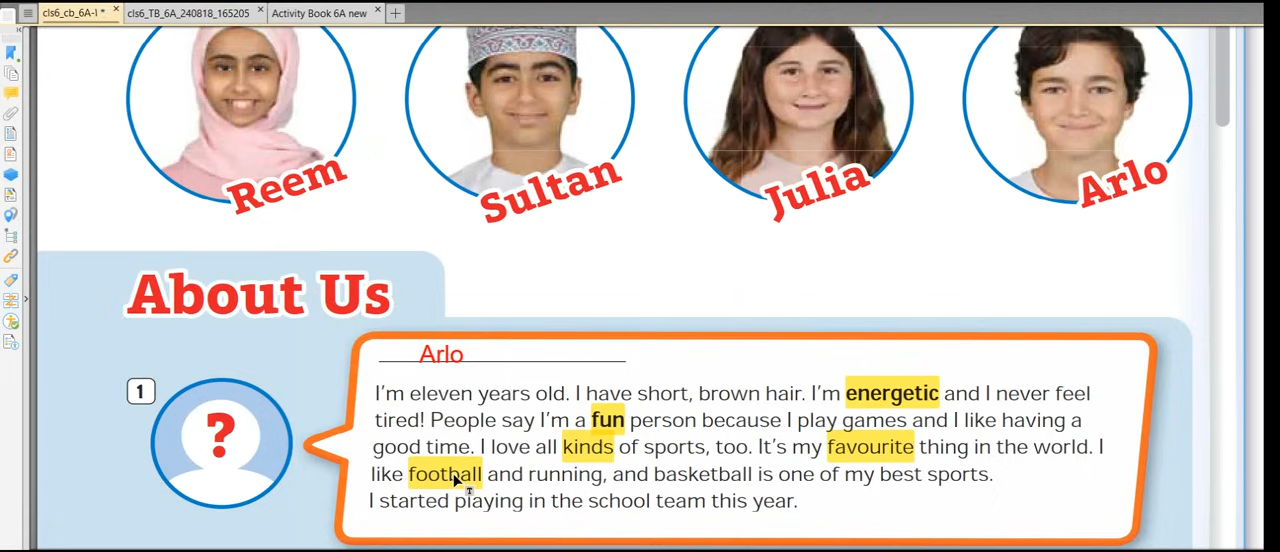 cls6_cb_6A-l * × cls6_TB_6A_240818_165205 × Activity Book 6A new ×
Reem Sultan Julia Arlo
About Us
Arlo
1
?
I'm eleven years old. I have short, brown hair. I'm energetic and I never feel
tired! People say I'm a fun person because I play games and I like having a
good time. I love all kinds of sports, too. It's my favourite thing in the world. I
like football and running, and basketball is one of my best sports.
I started playing in the school team this year.